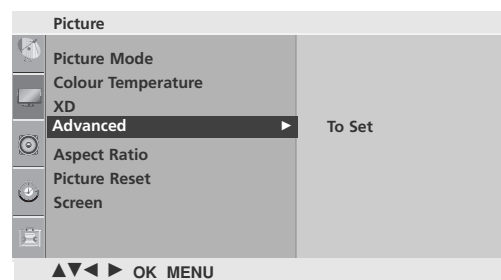 Picture
Picture Mode
Colour Temperature
XD
Advanced ► To Set
Aspect Ratio
Picture Reset
Screen
▲▼◄ ► OK MENU